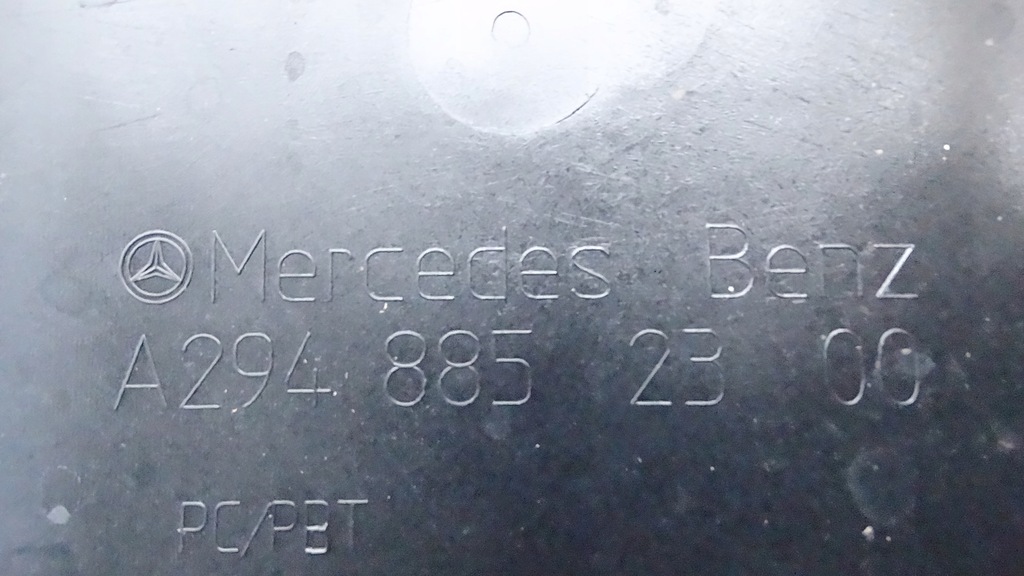 Mercedes Benz
A294 885 23 00
PC/PBT